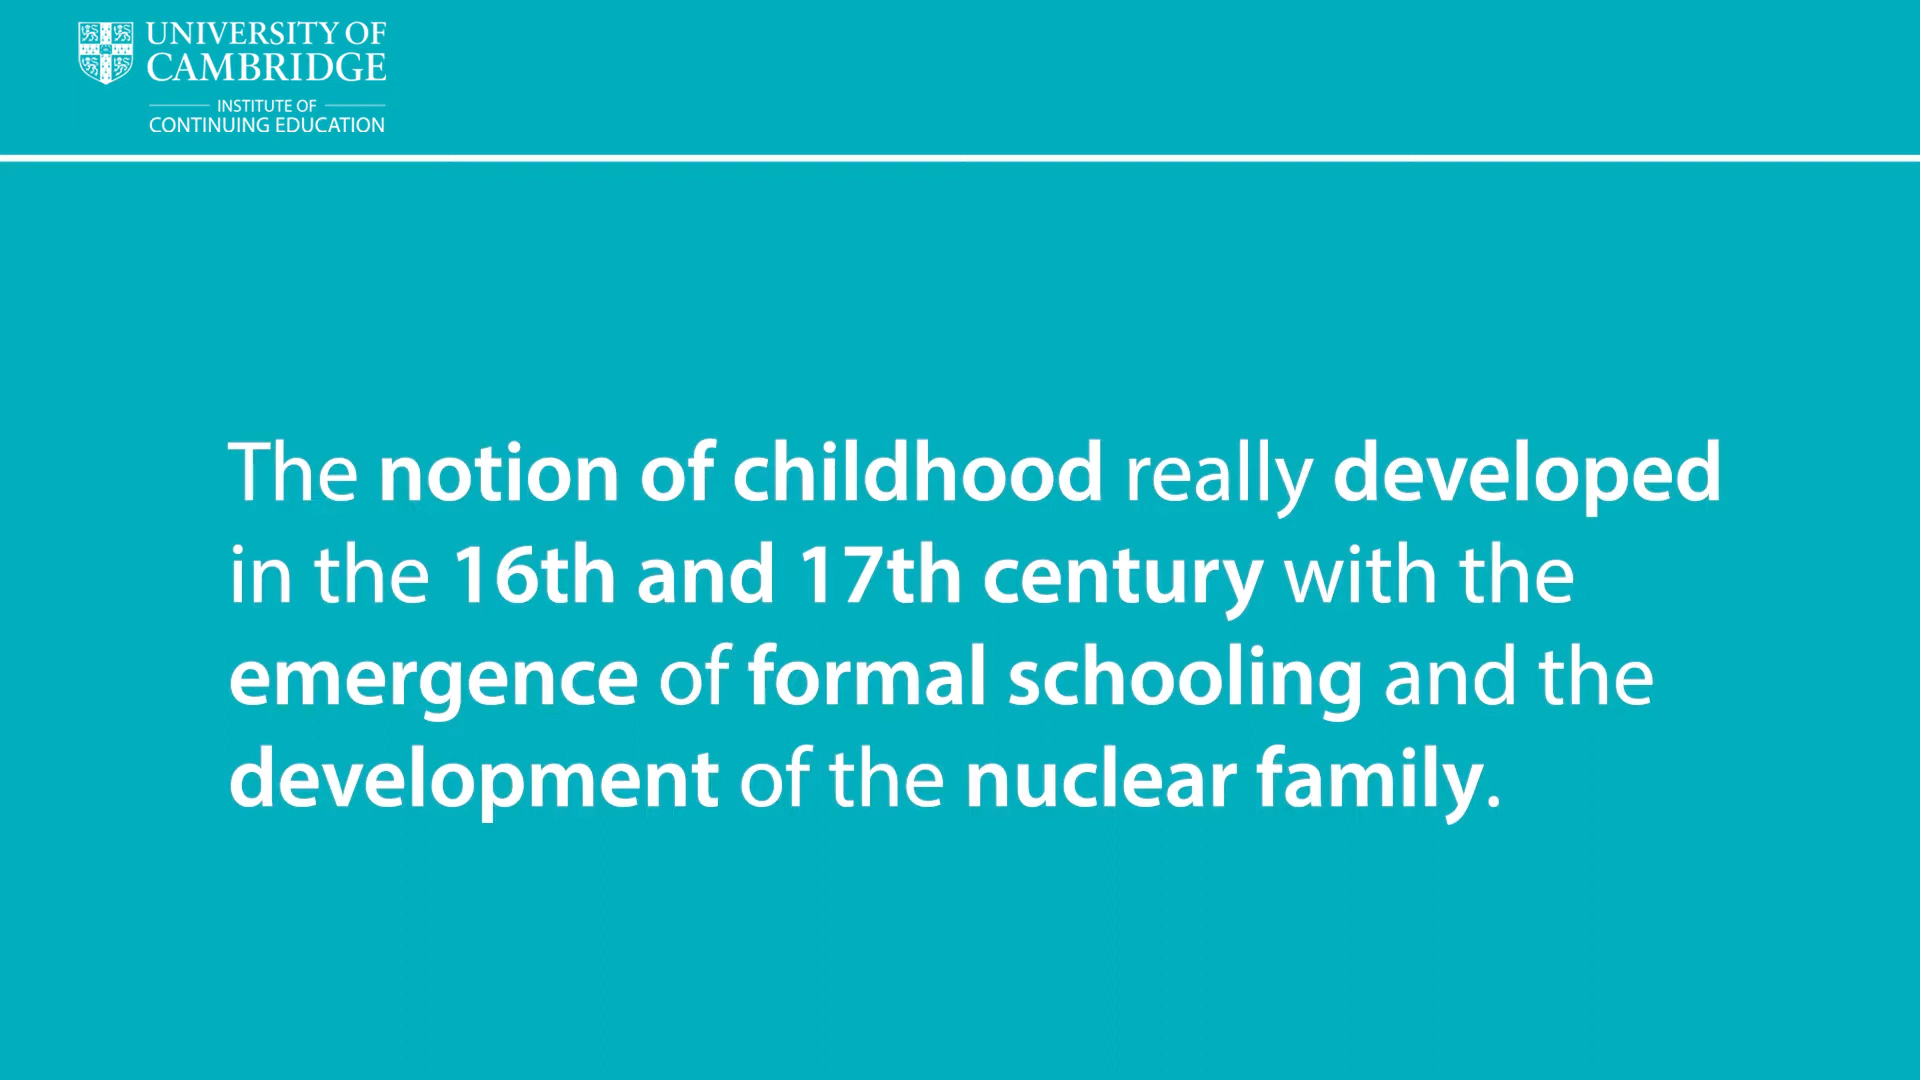 UNIVERSITY OF
CAMBRIDGE
INSTITUTE OF
CONTINUING EDUCATION
The notion of childhood really developed
in the 16th and 17th century with the
emergence of formal schooling and the
development of the nuclear family.